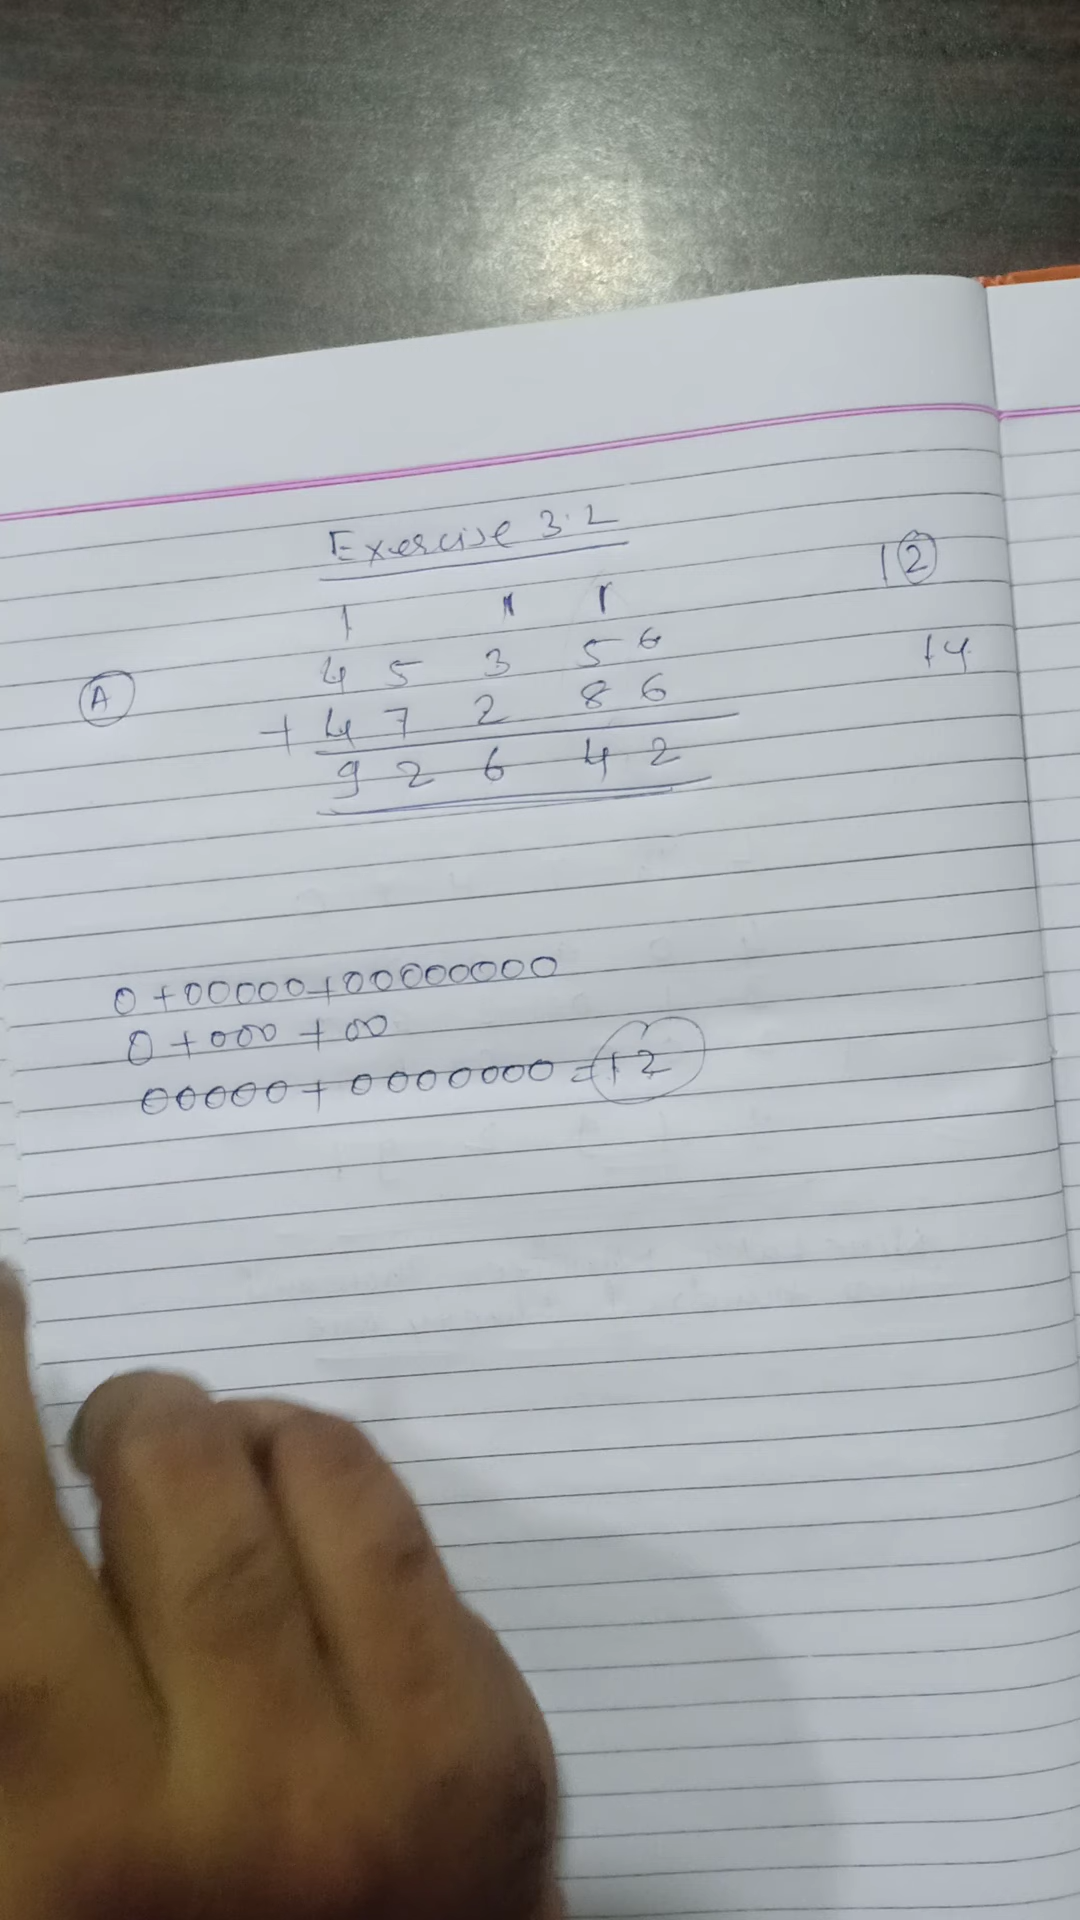 Exercise 3.2
1 1 1
12
A 4 5 3 5 6
14
+ 4 7 2 8 6
9 2 6 4 2
0 + 00000 + 00000000
0 + 000 + 00
00000 + 0000000 = 12